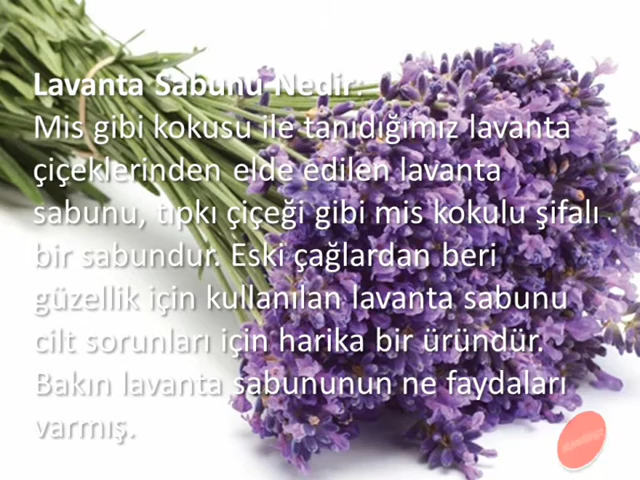 Lavanta Sabunu Nedir:
Mis gibi kokusu ile tanıdığımız lavanta
çiçeklerinden elde edilen lavanta
sabunu, tıpkı çiçeği gibi mis kokulu şifalı
bir sabundur. Eski çağlardan beri
güzellik için kullanılan lavanta sabunu
cilt sorunları için harika bir üründür.
Bakın lavanta sabununun ne faydaları
varmış.